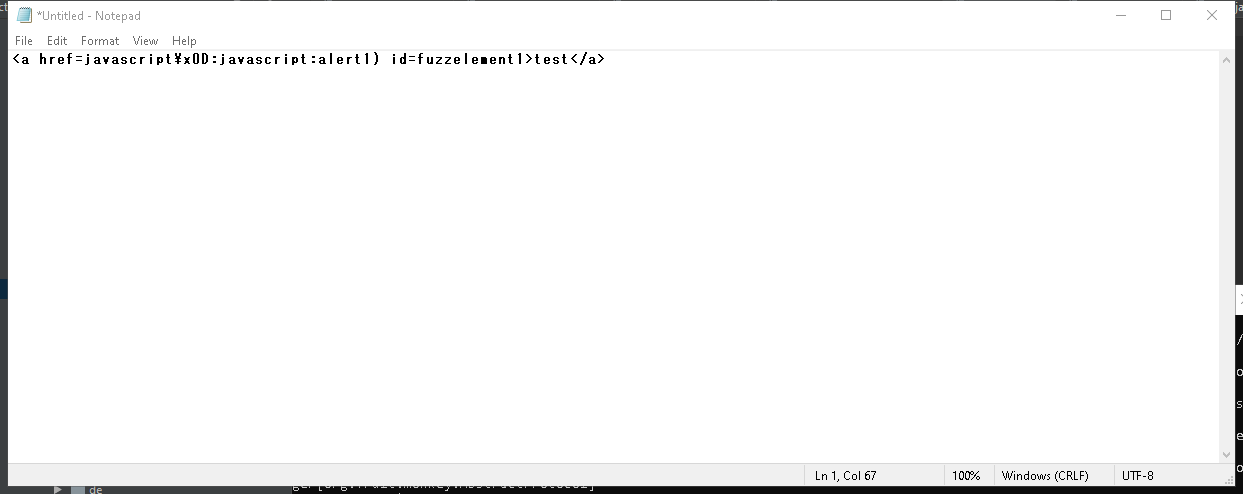 *Untitled - Notepad
File Edit Format View Help
<a href=javascript¥x0D:javascript:alert1) id=fuzzelement1>test</a>
Ln 1, Col 67 100% Windows (CRLF) UTF-8
de